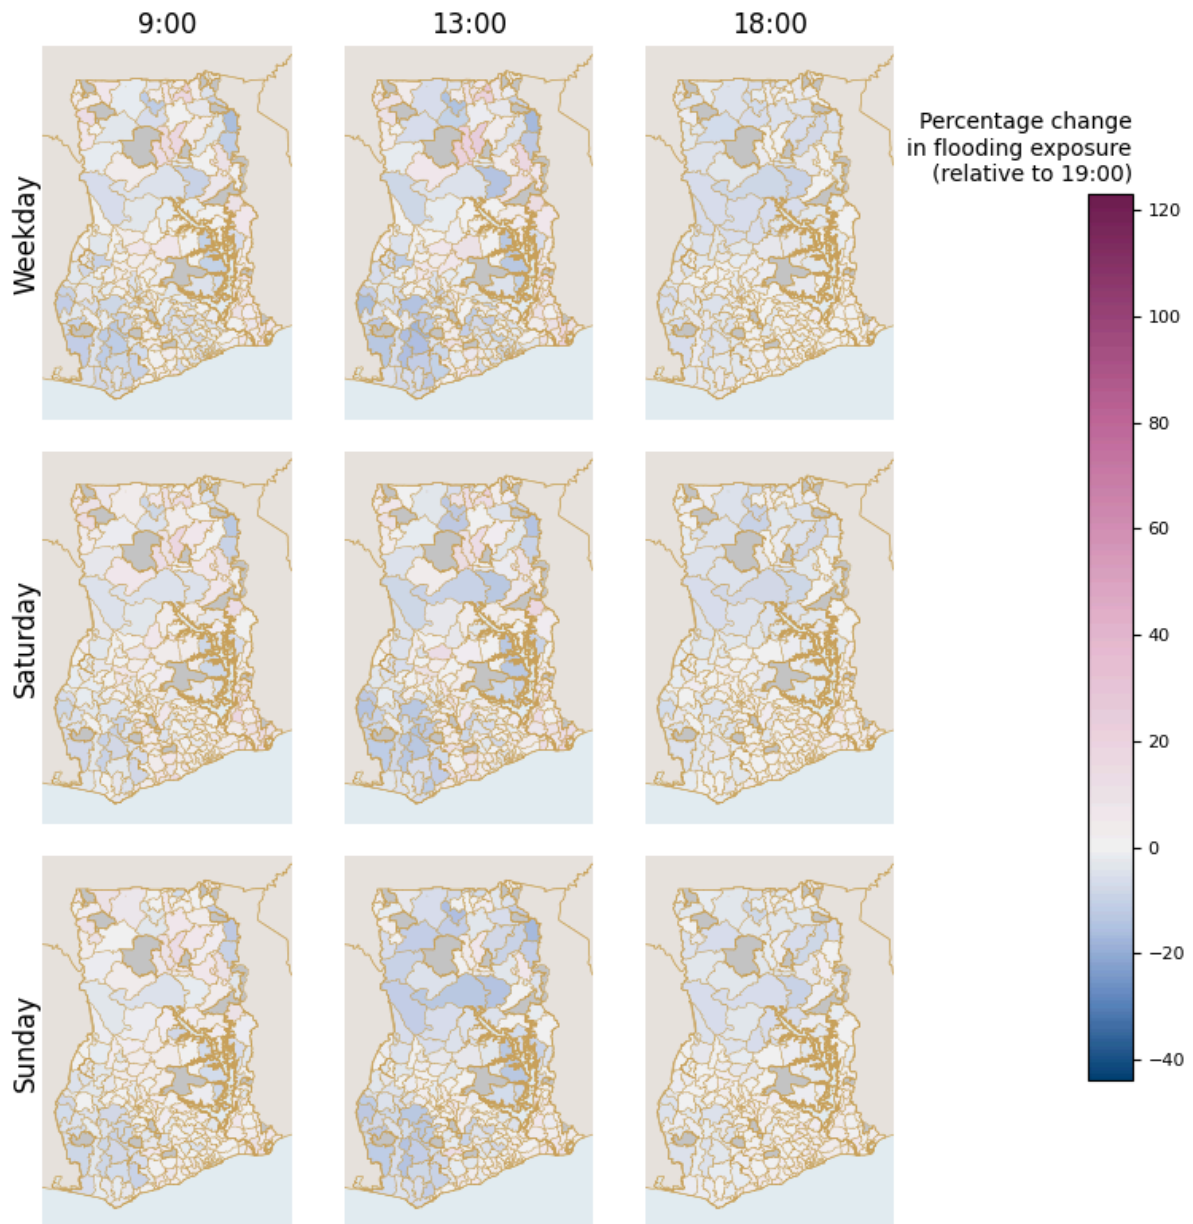 9:00
13:00
18:00
Percentage change
in flooding exposure
(relative to 19:00)
120
100
80
60
40
20
0
−20
−40
Weekday
Saturday
Sunday